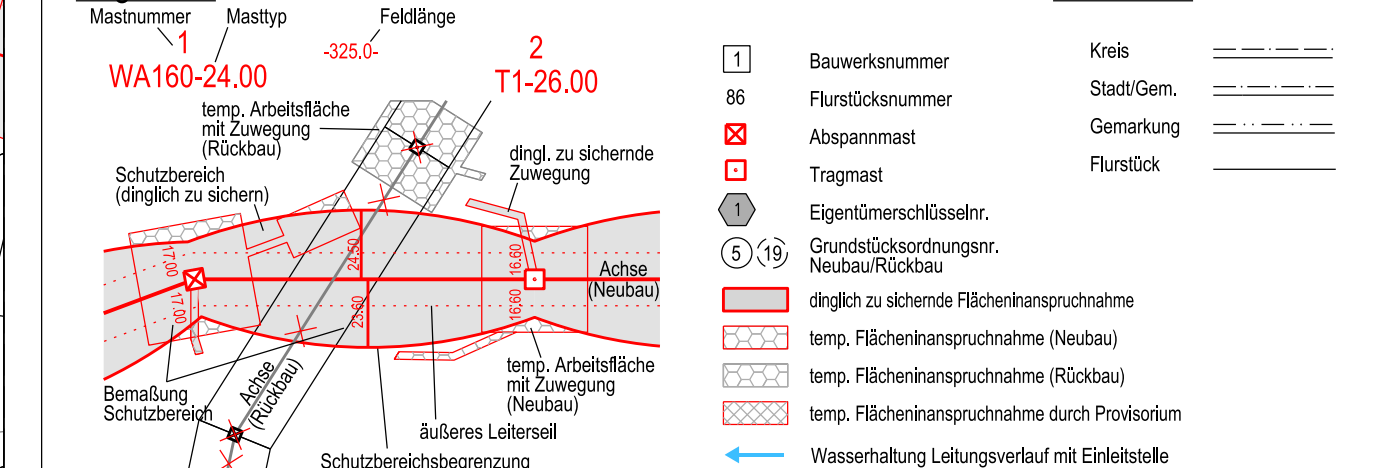 Mastnummer
Masttyp
Feldlänge
1
WA160-24.00
-325.0-
2
T1-26.00
temp. Arbeitsfläche
mit Zuwegung
(Rückbau)
dingl. zu sichernde
Zuwegung
Schutzbereich
(dinglich zu sichern)
17.00
17.00
24.50
23.60
16.60
16.60
Achse
(Neubau)
Bemaßung
Schutzbereich
Achse
(Rückbau)
temp. Arbeitsfläche
mit Zuwegung
(Neubau)
äußeres Leiterseil
Schutzbereichsbegrenzung
1
Bauwerksnummer
86
Flurstücksnummer
Abspannmast
Tragmast
1
Eigentümerschlüsselnr.
5
19
Grundstücksordnungsnr.
Neubau/Rückbau
dinglich zu sichernde Flächeninanspruchnahme
temp. Flächeninanspruchnahme (Neubau)
temp. Flächeninanspruchnahme (Rückbau)
temp. Flächeninanspruchnahme durch Provisorium
Wasserhaltung Leitungsverlauf mit Einleitstelle
Kreis
Stadt/Gem.
Gemarkung
Flurstück